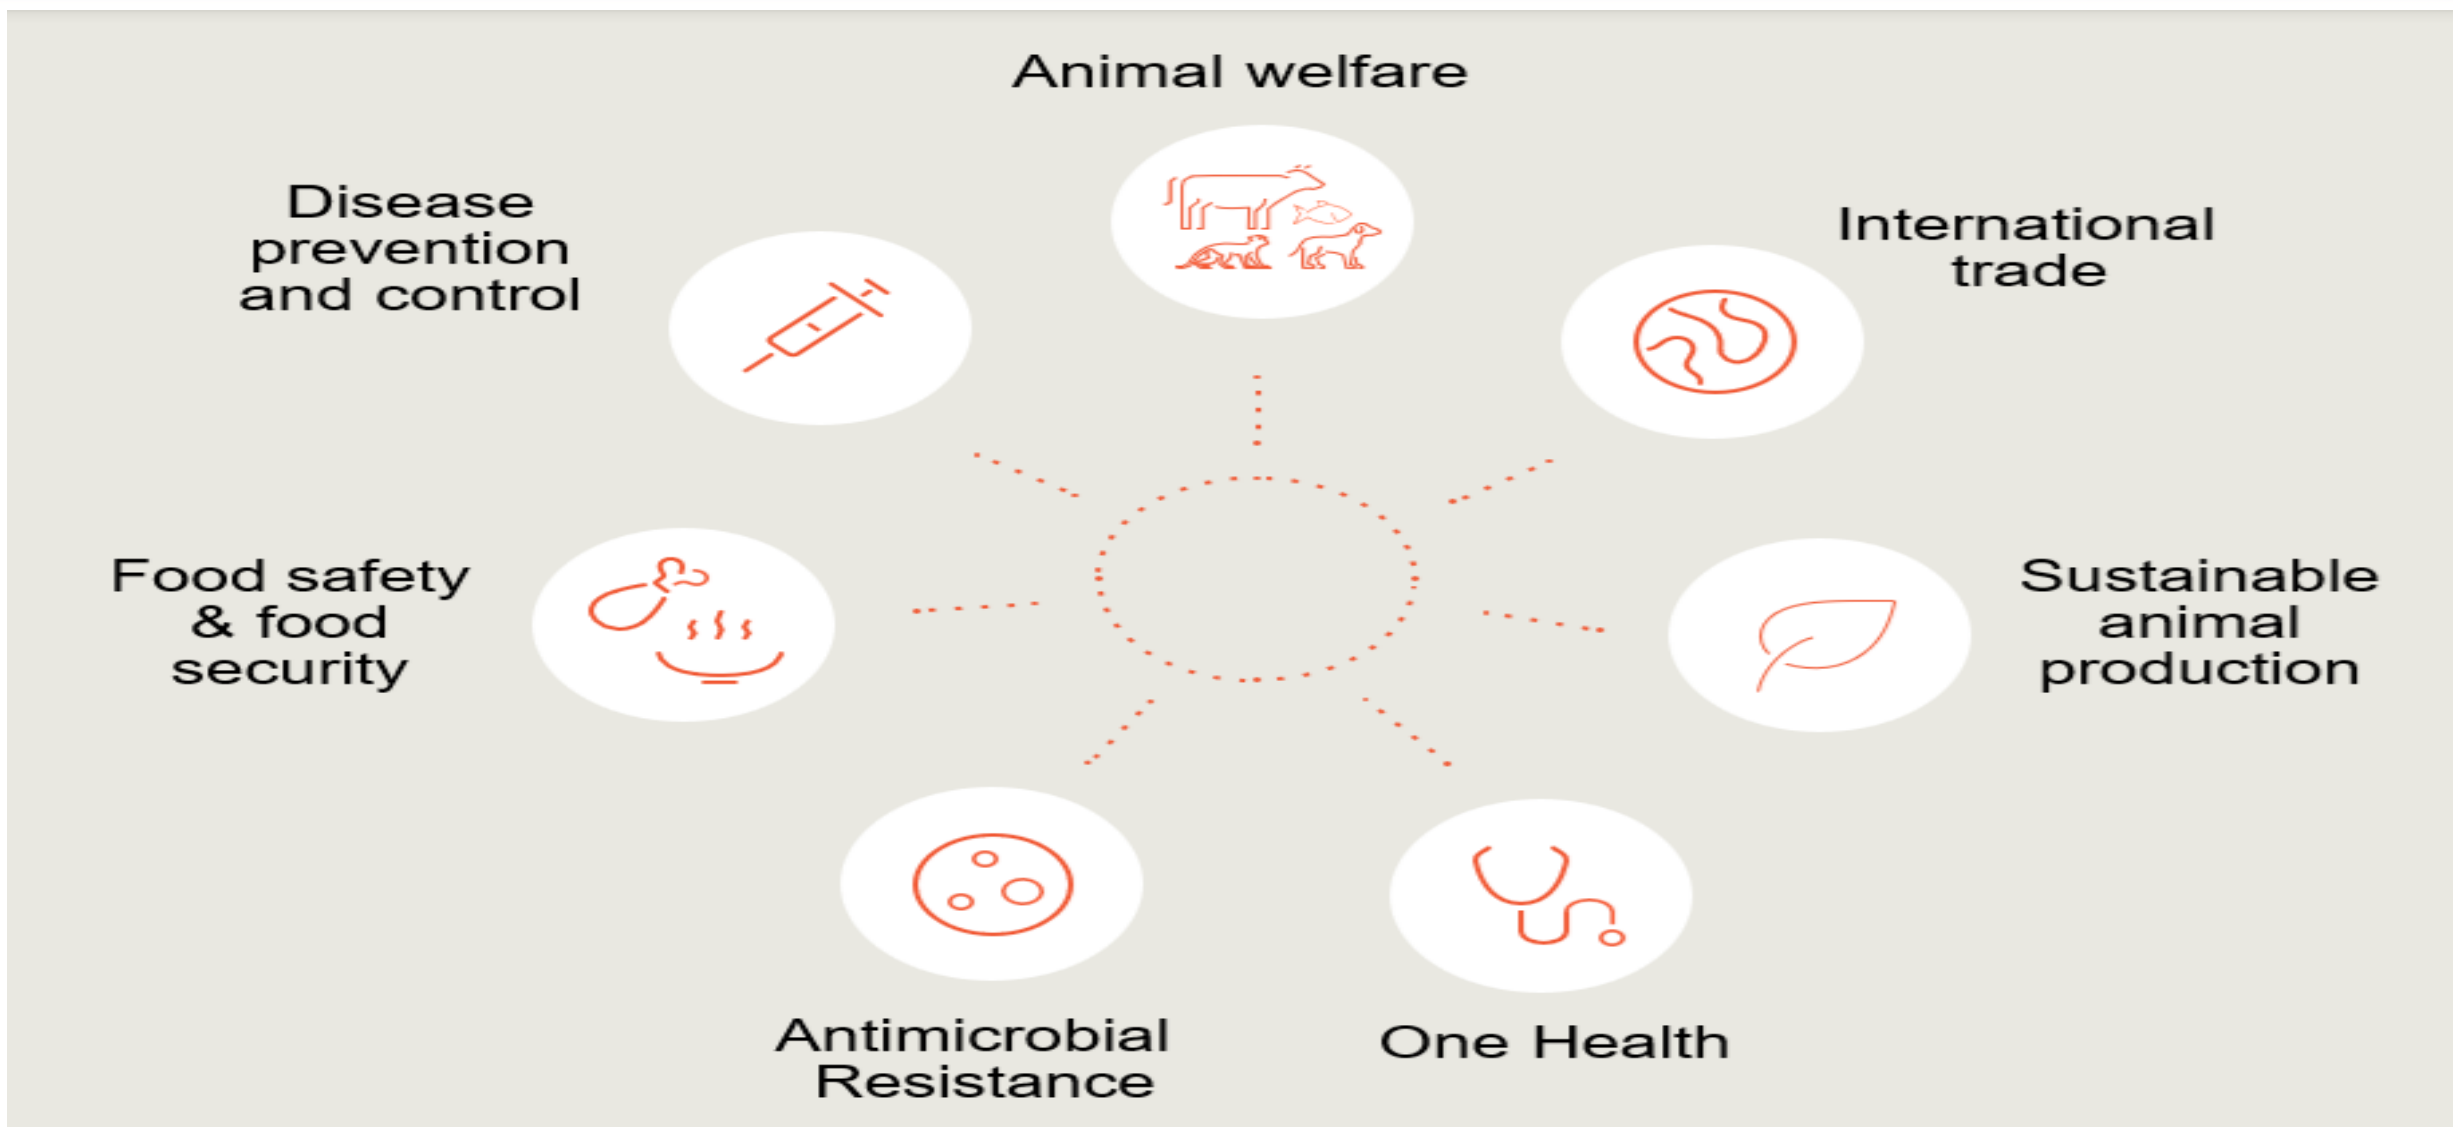 Animal welfare
Disease
prevention
and control
International
trade
Food safety
& food
security
Sustainable
animal
production
Antimicrobial
Resistance
One Health